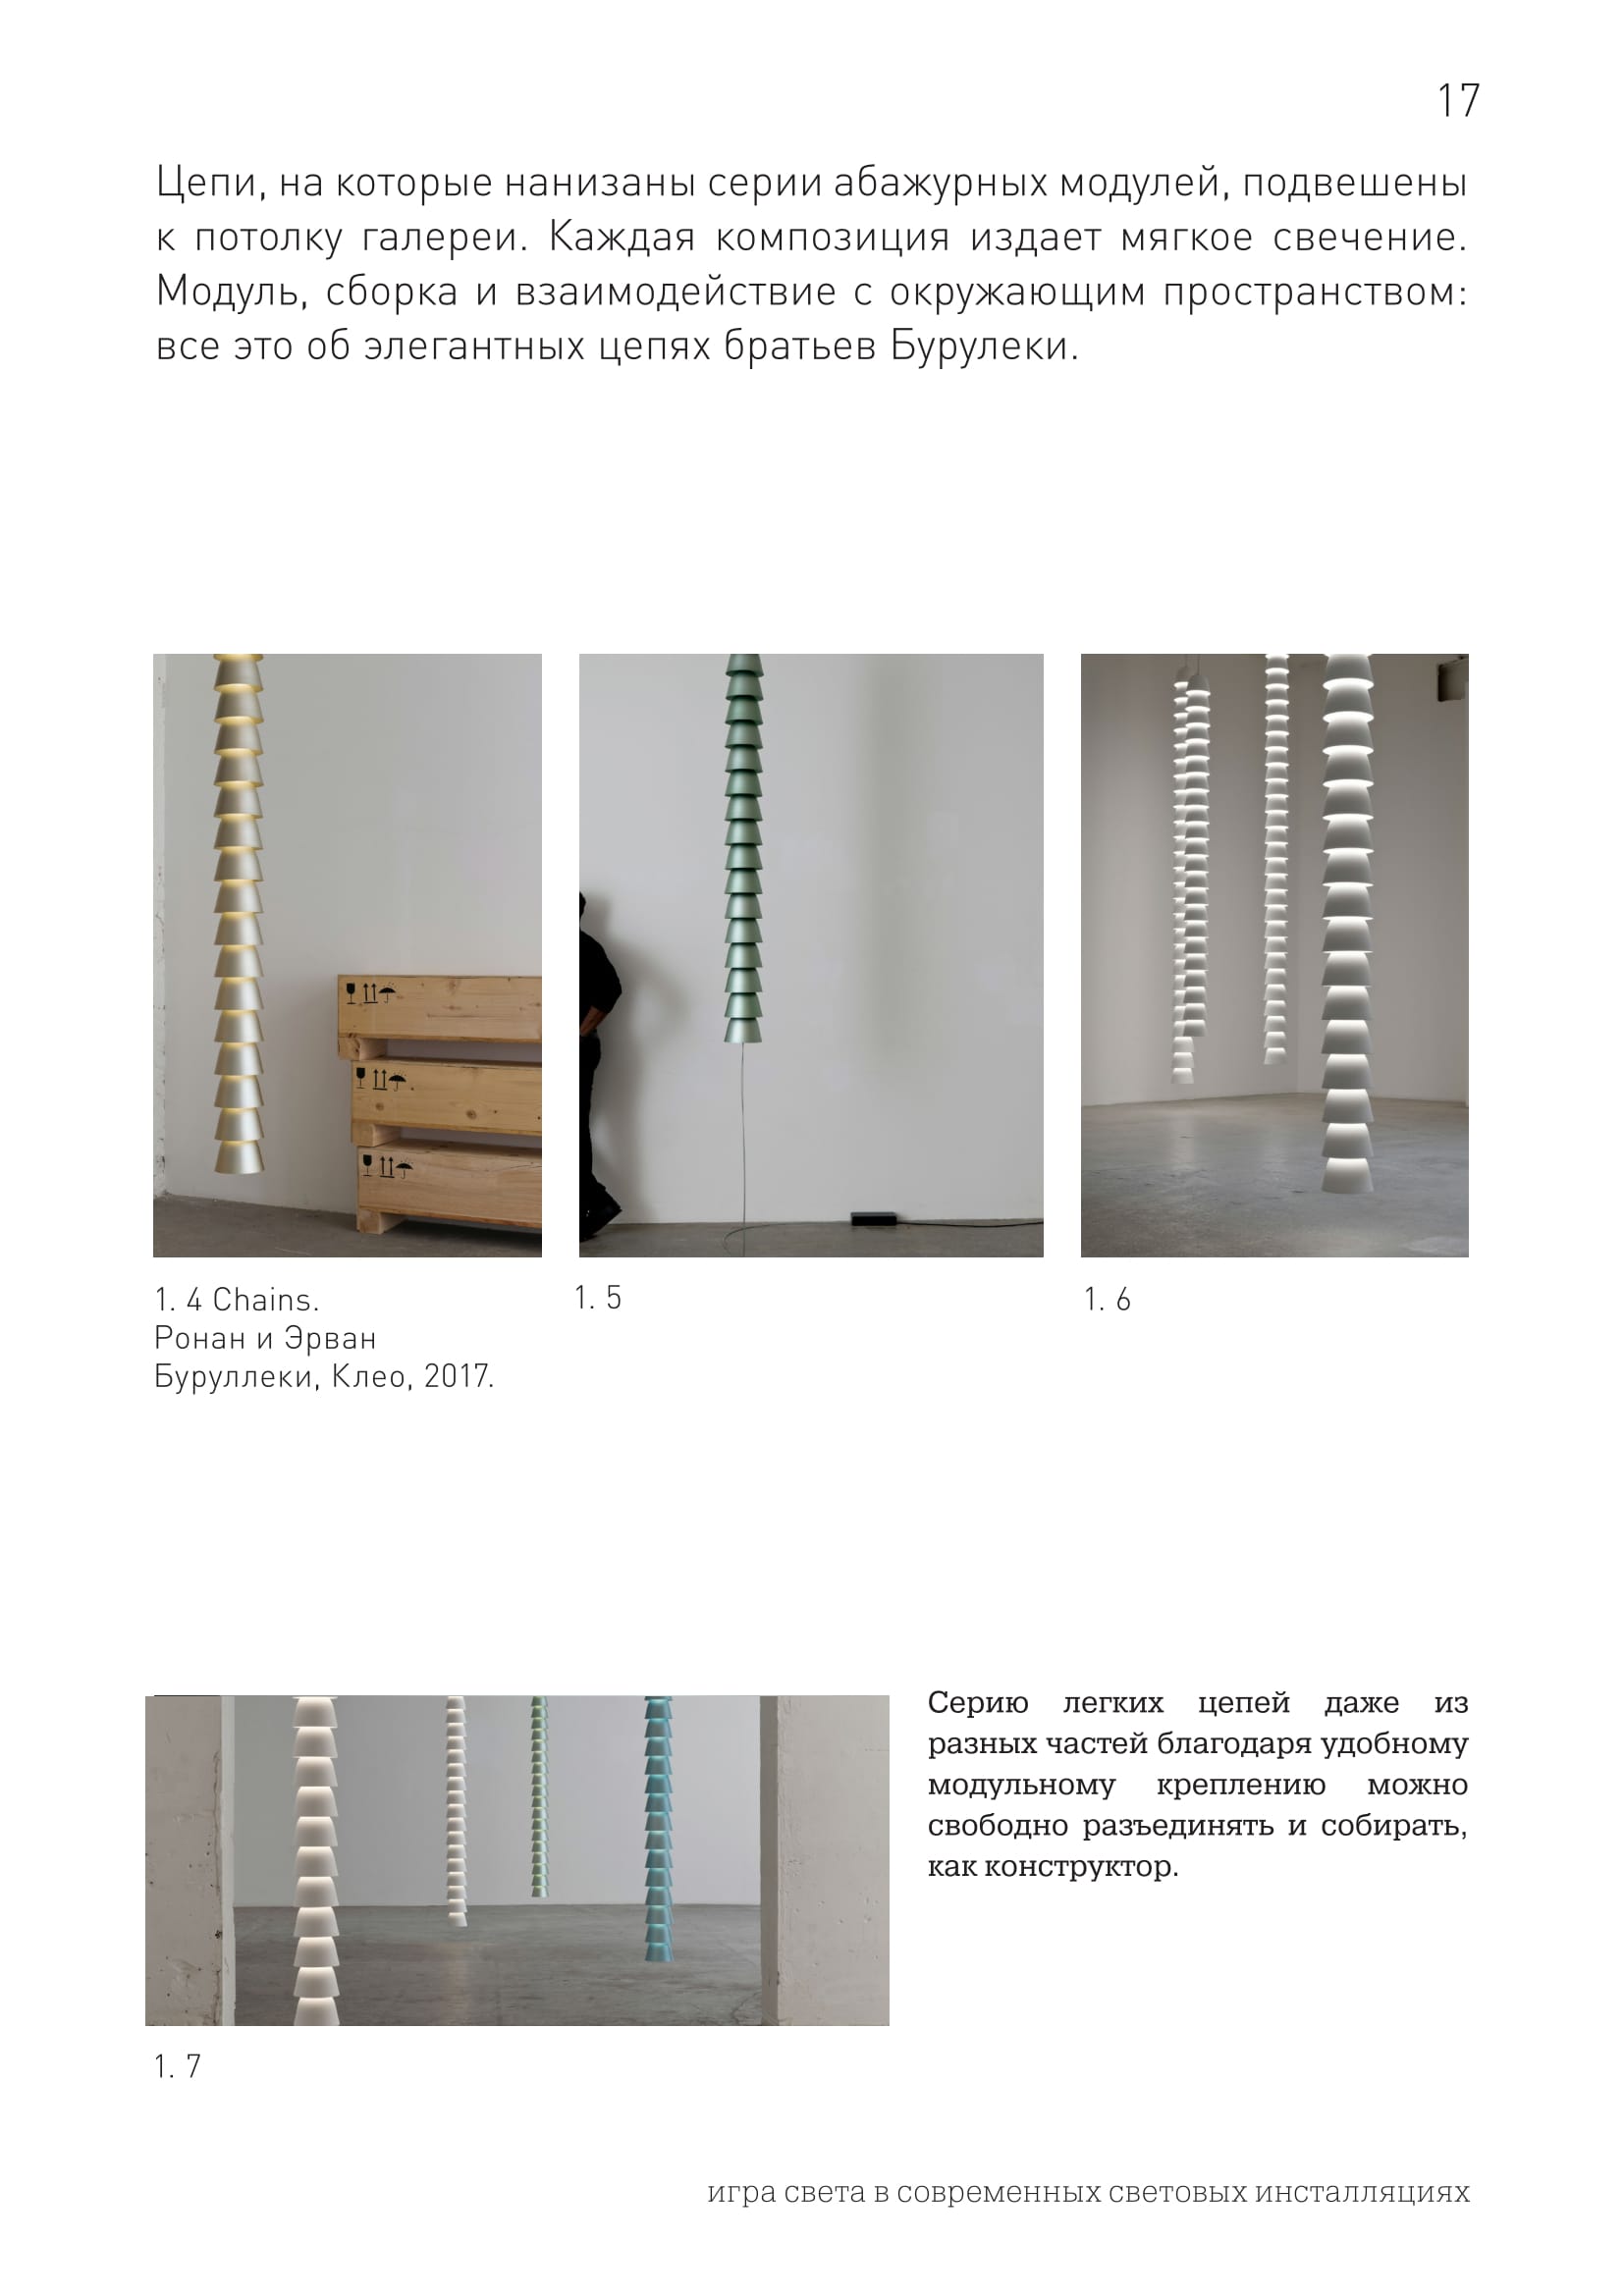 17
Цепи, на которые нанизаны серии абажурных модулей, подвешены
к потолку галереи. Каждая композиция издает мягкое свечение.
Модуль, сборка и взаимодействие с окружающим пространством:
все это об элегантных цепях братьев Бурулеки.
1. 4 Chains.
Ронан и Эрван
Буруллеки, Клео, 2017.
1. 5
1. 6
Серию легких цепей даже из
разных частей благодаря удобному
модульному креплению можно
свободно разъединять и собирать,
как конструктор.
1. 7
игра света в современных световых инсталляциях